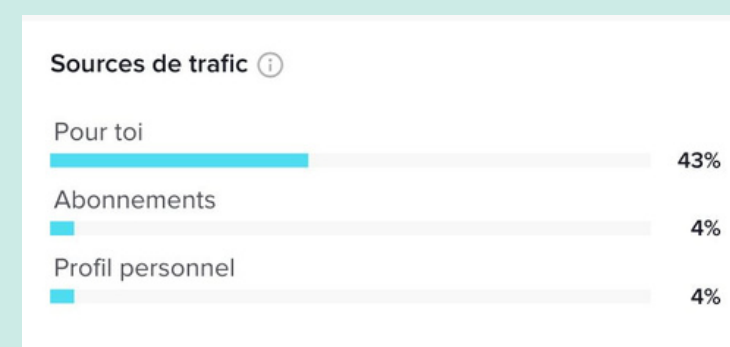 Sources de trafic
Pour toi
43%
Abonnements
4%
Profil personnel
4%